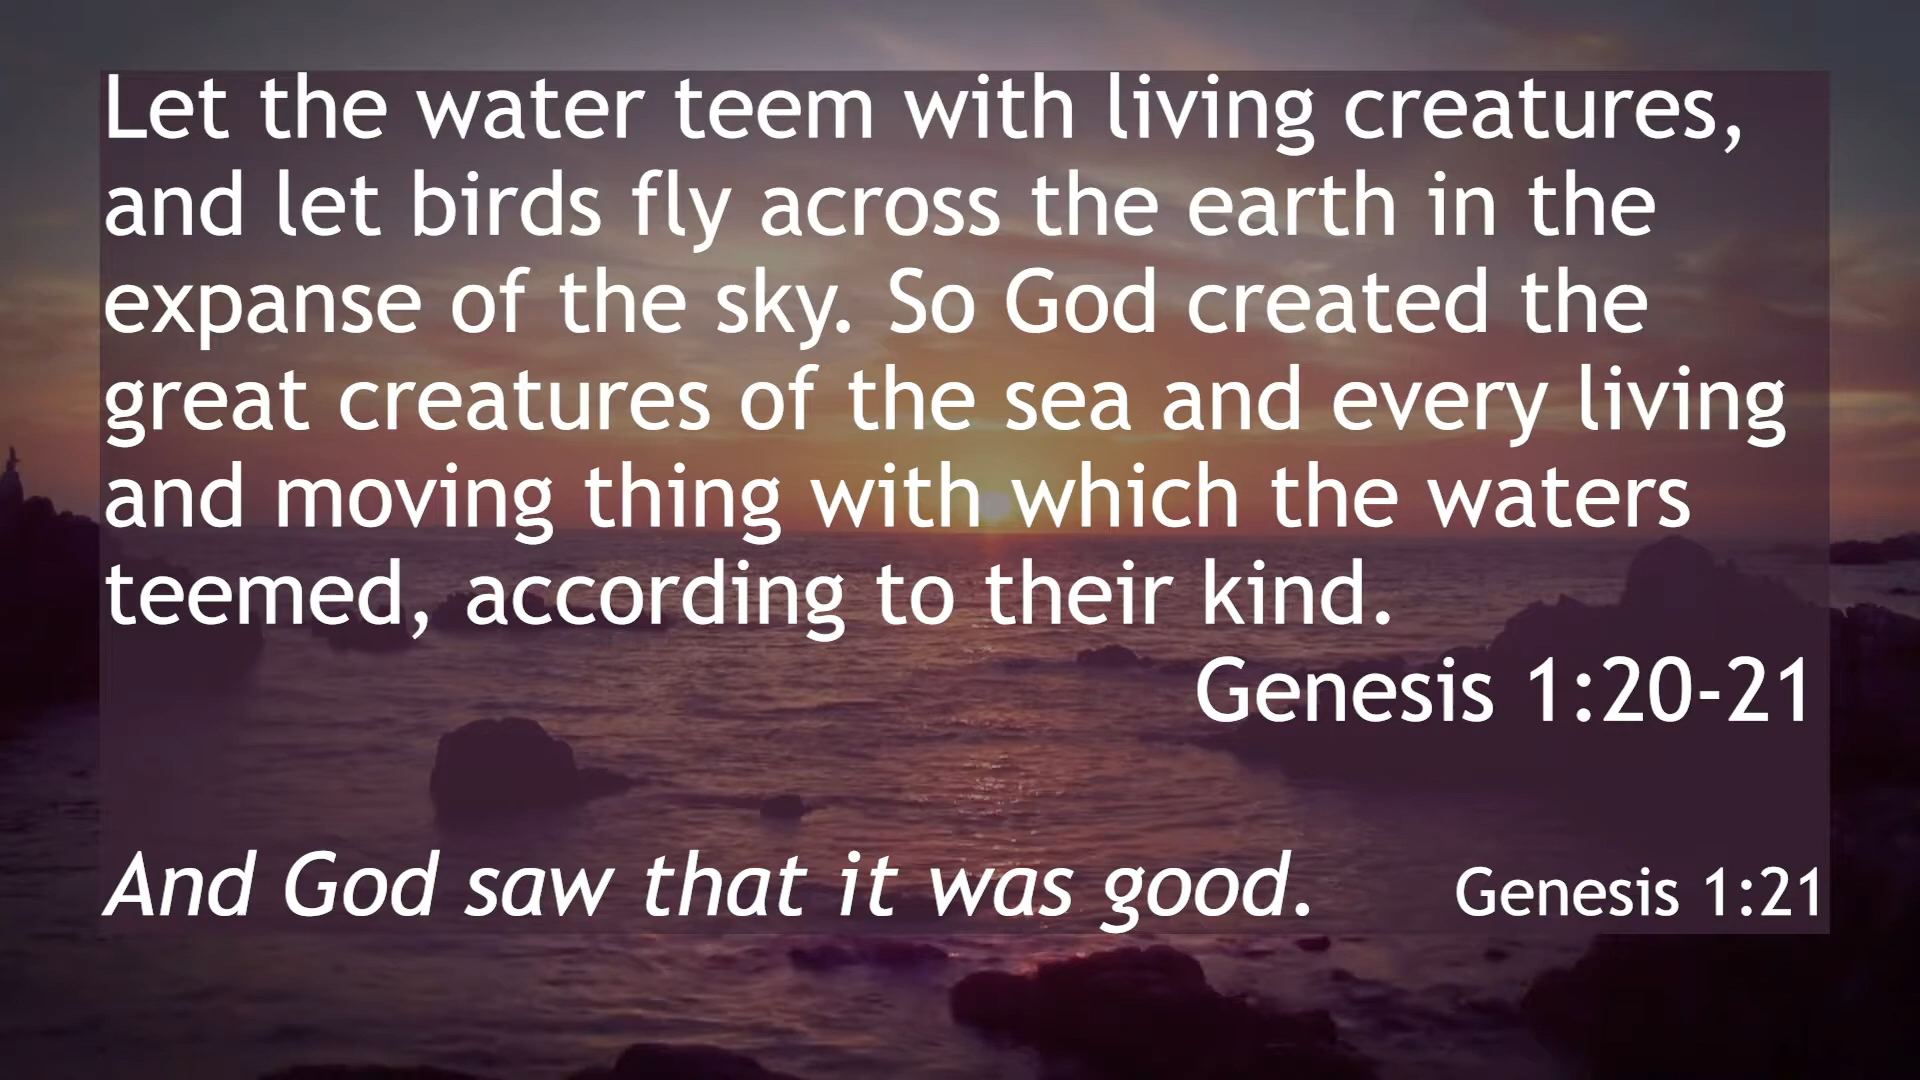 Let the water teem with living creatures,
and let birds fly across the earth in the
expanse of the sky. So God created the
great creatures of the sea and every living
and moving thing with which the waters
teemed, according to their kind.
Genesis 1:20-21
And God saw that it was good. Genesis 1:21